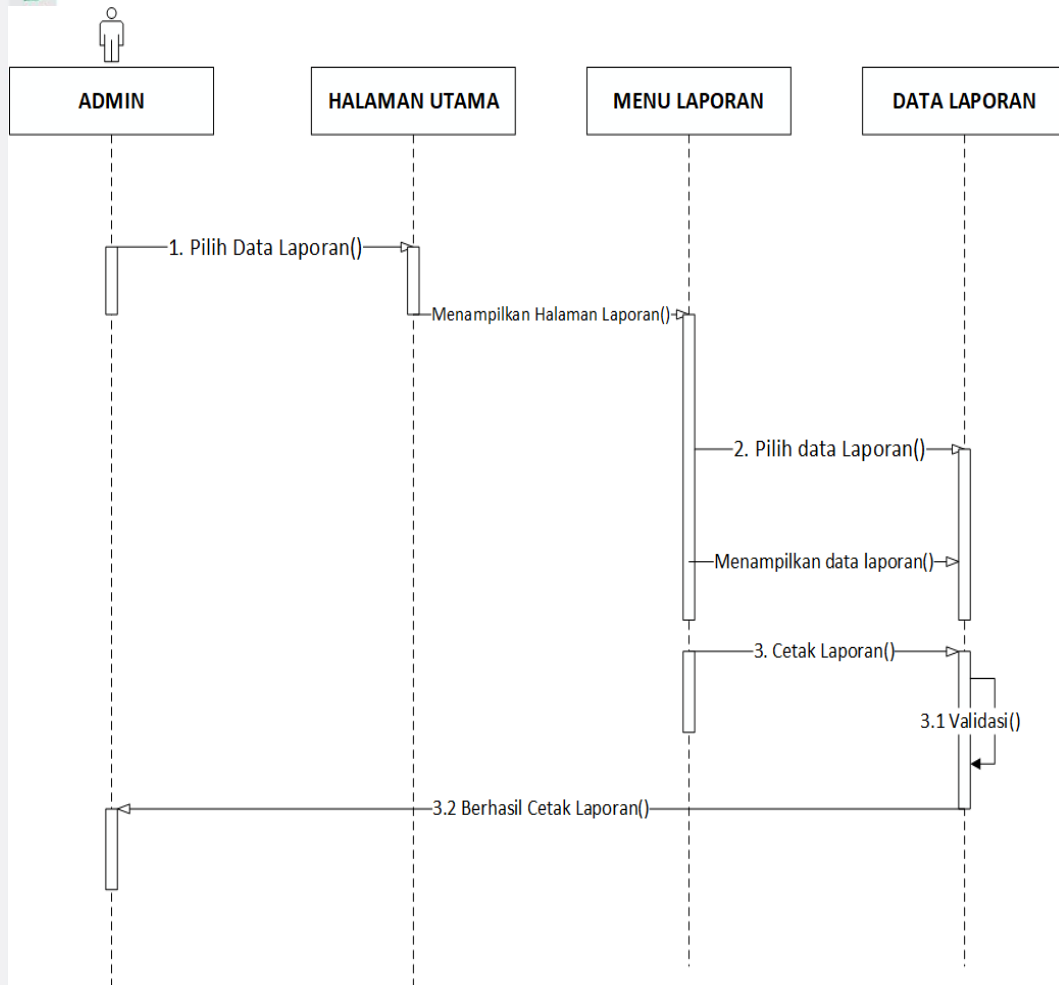 ADMIN
HALAMAN UTAMA
MENU LAPORAN
DATA LAPORAN
1. Pilih Data Laporan()
Menampilkan Halaman Laporan()
2. Pilih data Laporan()
Menampilkan data laporan()
3. Cetak Laporan()
3.1 Validasi()
3.2 Berhasil Cetak Laporan()